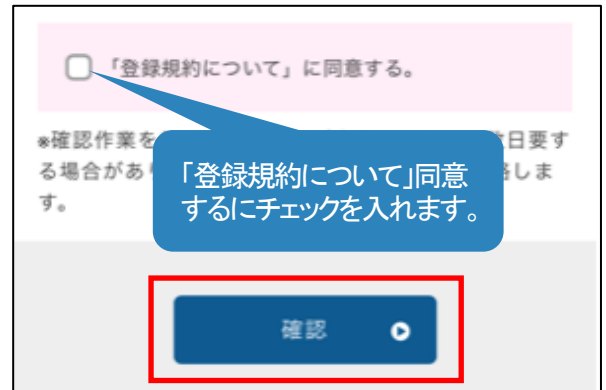 「登録規約について」に同意する。
※確認作業を 日要す
る場合があ しま
す。
「登録規約について」同意
するにチェックを入れます。
確認